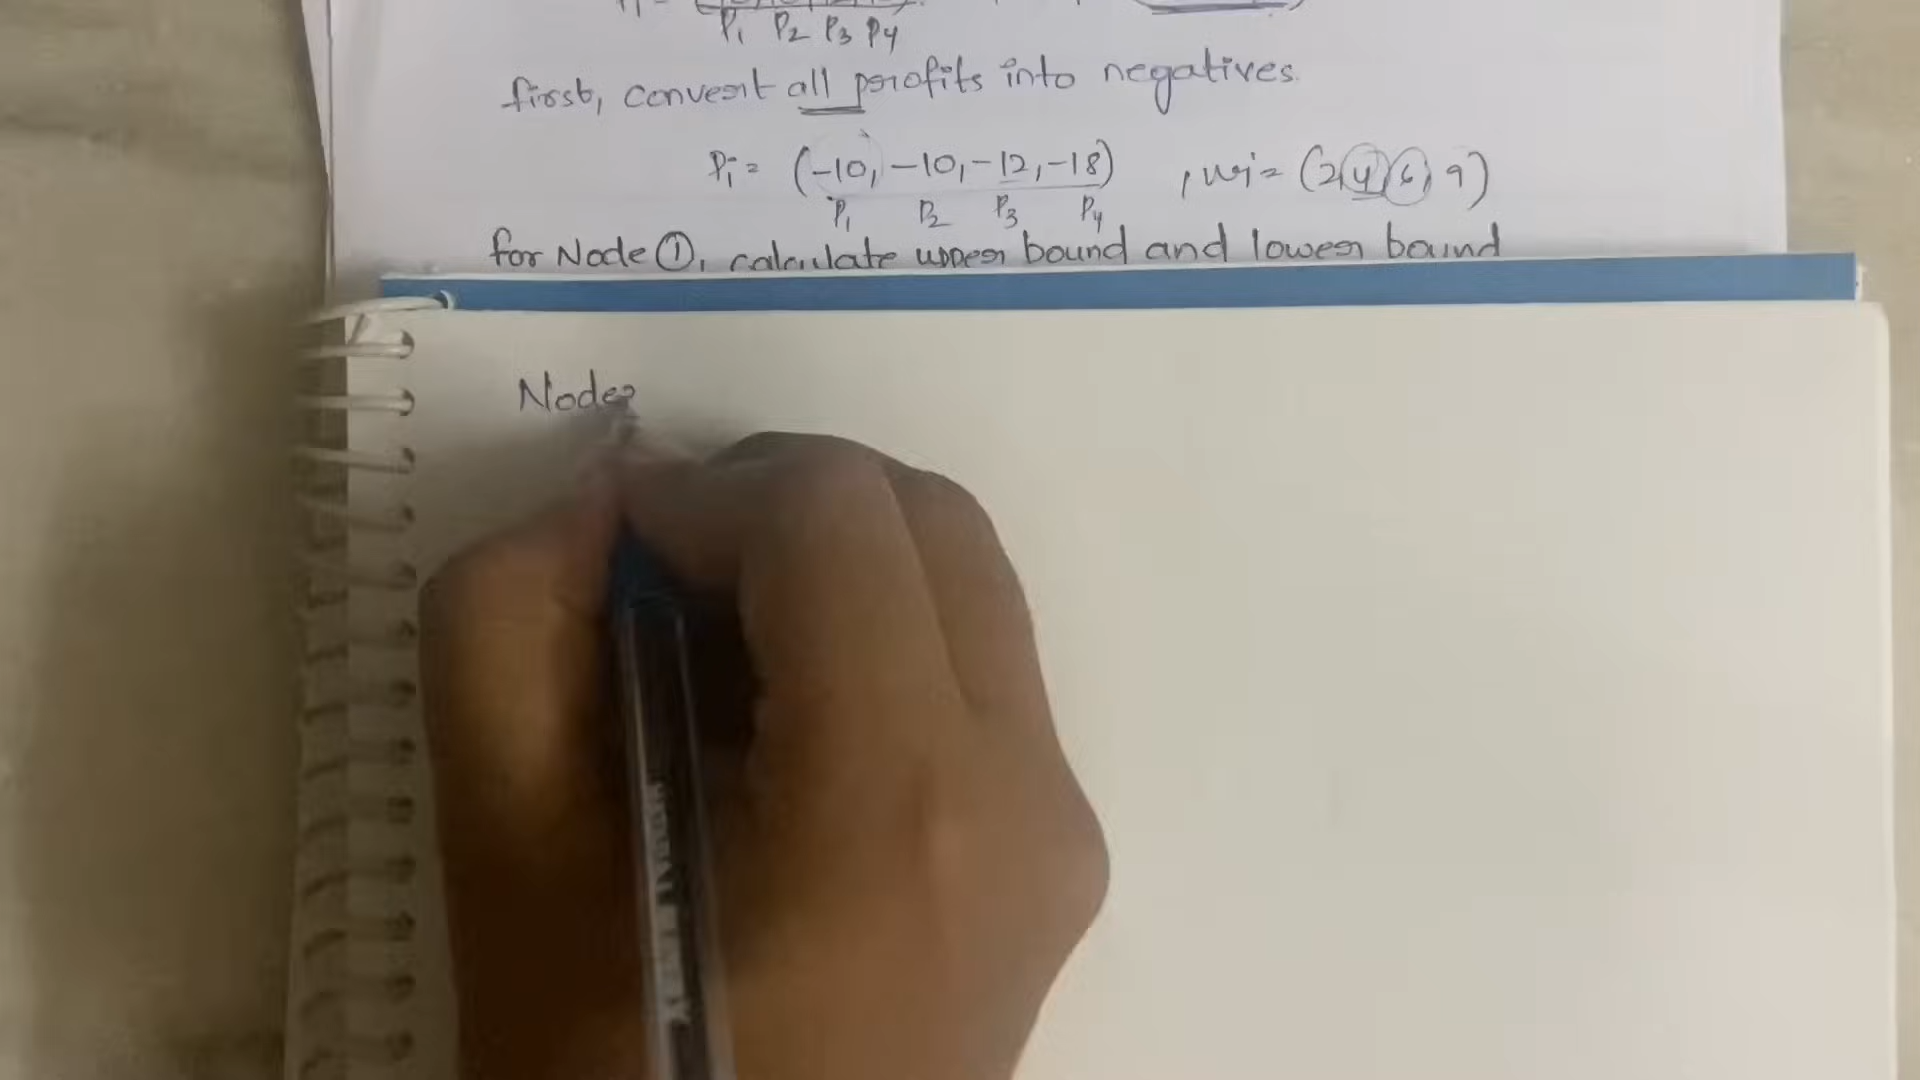 P1 P2 P3 P4
first, convert all profits into negatives.
Pi = (-10, -10, -12, -18) , wi = (2, 4, 6, 9)
P1 P2 P3 P4
for Node ①, calculate upper bound and lower bound
Node